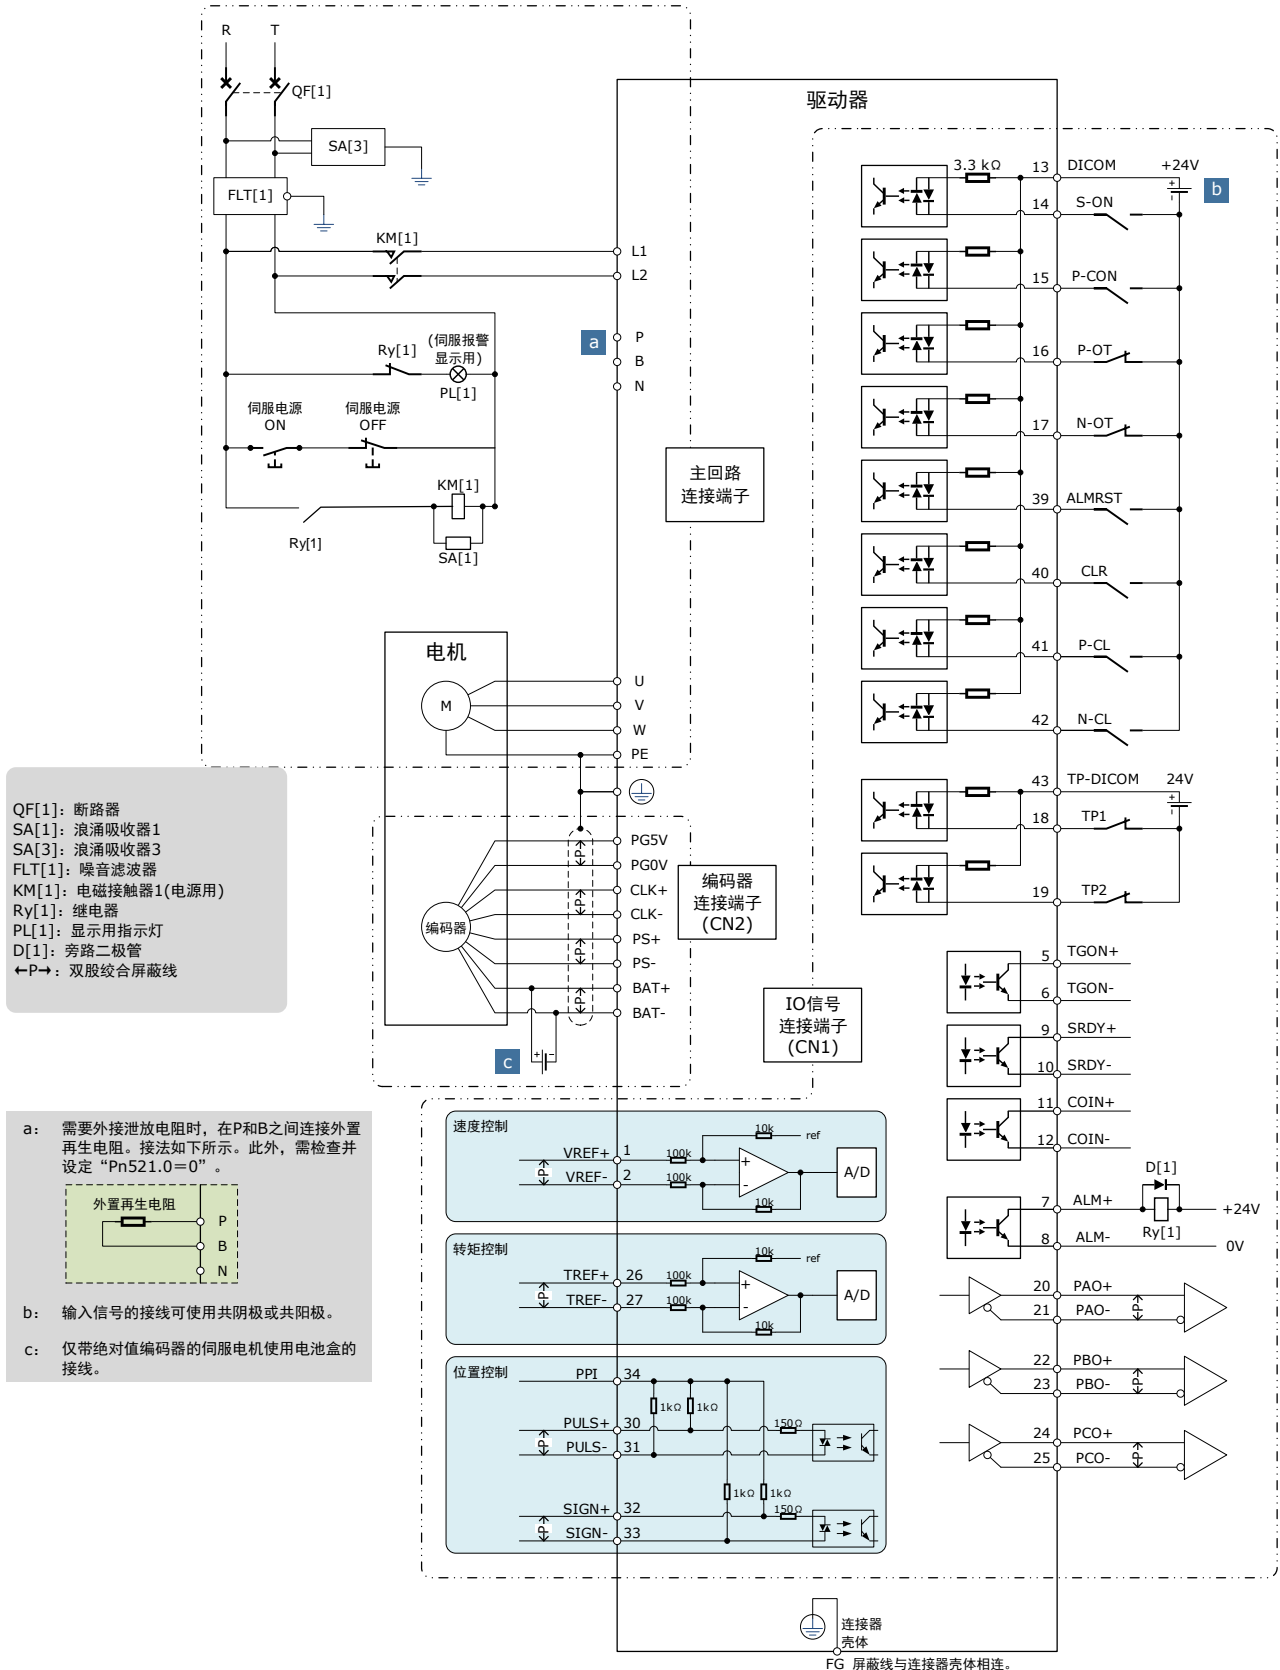 R T
QF[1]
SA[3]
FLT[1]
KM[1]
L1
L2
a
P
B
N
Ry[1]
(伺服报警
显示用)
PL[1]
伺服电源
ON
伺服电源
OFF
KM[1]
Ry[1]
SA[1]
主回路
连接端子
电机
M
U
V
W
PE
编码器
PG5V
PG0V
CLK+
CLK-
PS+
PS-
BAT+
BAT-
P
P
P
P
+ -
c
编码器
连接端子
(CN2)
IO信号
连接端子
(CN1)
QF[1]：断路器
SA[1]：浪涌吸收器1
SA[3]：浪涌吸收器3
FLT[1]：噪音滤波器
KM[1]：电磁接触器1(电源用)
Ry[1]：继电器
PL[1]：显示用指示灯
D[1]：旁路二极管
←P→：双股绞合屏蔽线
a： 需要外接泄放电阻时，在P和B之间连接外置
再生电阻。接法如下所示。此外，需检查并
设定“Pn521.0＝0”。
外置再生电阻
P
B
N
b： 输入信号的接线可使用共阴极或共阳极。
c： 仅带绝对值编码器的伺服电机使用电池盒的
接线。
驱动器
3.3 kΩ 13 DICOM +24V
+
-
b
14 S-ON
15 P-CON
16 P-OT
17 N-OT
39 ALMRST
40 CLR
41 P-CL
42 N-CL
43 TP-DICOM 24V
+
-
18 TP1
19 TP2
5 TGON+
6 TGON-
9 SRDY+
10 SRDY-
11 COIN+
12 COIN-
D[1]
7 ALM+
+24V
Ry[1]
8 ALM-
0V
20 PAO+
21 PAO-
P
22 PBO+
23 PBO-
P
24 PCO+
25 PCO-
P
速度控制
10k ref
VREF+ 1 100k
VREF- 2 100k
P
+
-
A/D
10k
转矩控制
10k ref
TREF+ 26 100k
TREF- 27 100k
P
+
-
A/D
10k
位置控制
PPI 34
1kΩ 1kΩ
PULS+ 30 150Ω
PULS- 31
P
1kΩ 1kΩ
SIGN+ 32 150Ω
SIGN- 33
P
连接器
壳体
FG 屏蔽线与连接器壳体相连。